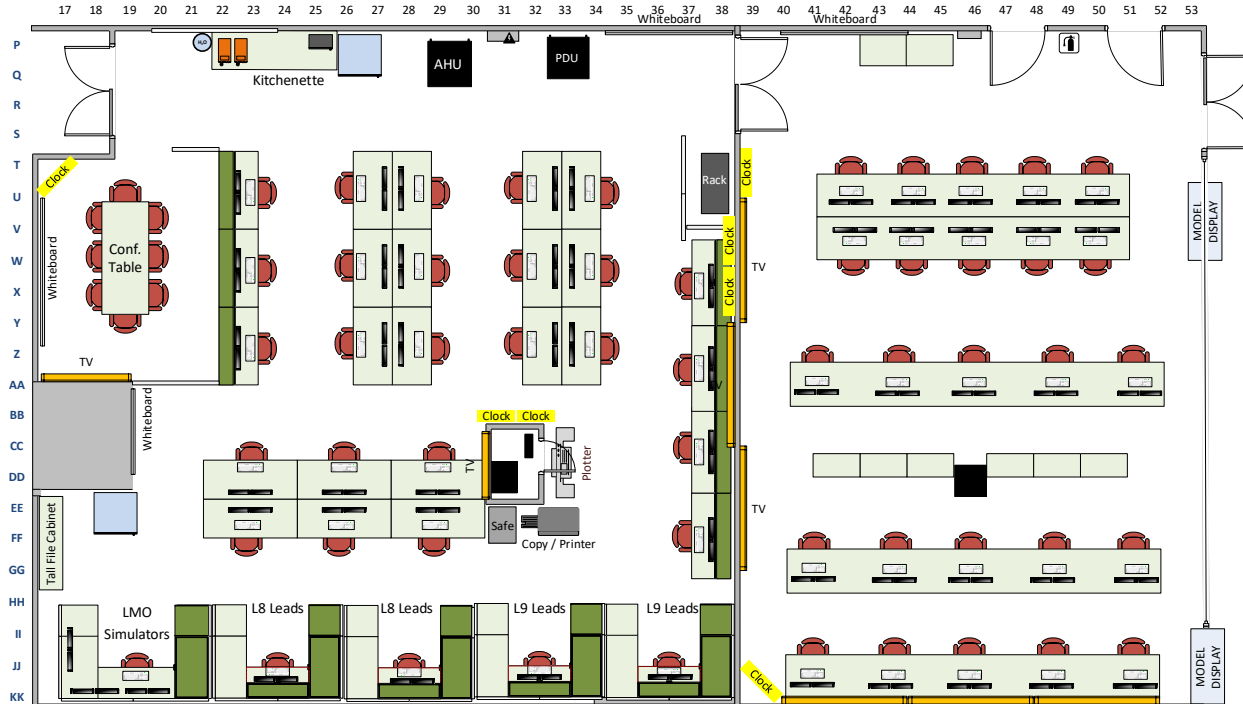 17 18 19 20 21 22 23 24 25 26 27 28 29 30 31 32 33 34 35 36 37 38 39 40 41 42 43 44 45 46 47 48 49 50 51 52 53
Whiteboard
Whiteboard
P
Q
R
S
T
U
V
W
X
Y
Z
AA
BB
CC
DD
EE
FF
GG
HH
II
JJ
KK
H₂O
Kitchenette
AHU
PDU
Clock
Whiteboard
Conf.
Table
TV
Whiteboard
Rack
Clock
Clock
Clock
TV
V
MODEL
DISPLAY
Clock
Clock
TV
Plotter
Safe
Copy / Printer
TV
Tall File Cabinet
LMO
Simulators
L8 Leads
L8 Leads
L9 Leads
L9 Leads
Clock
MODEL
DISPLAY